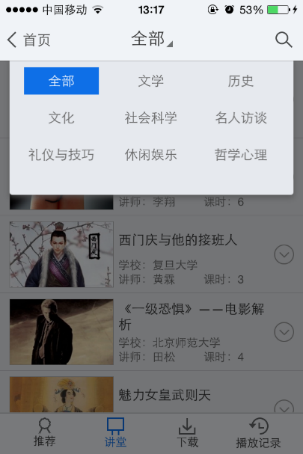 中国移动 13:17 53%
首页 全部
全部 文学 历史
文化 社会科学 名人访谈
礼仪与技巧 休闲娱乐 哲学心理
讲师：李翔 课时：6
西门庆与他的接班人
学校：复旦大学
讲师：黄霖 课时：3
《一级恐惧》——电影解
析
学校：北京师范大学
讲师：田松 课时：4
魅力女皇武则天
推荐 讲堂 下载 播放记录